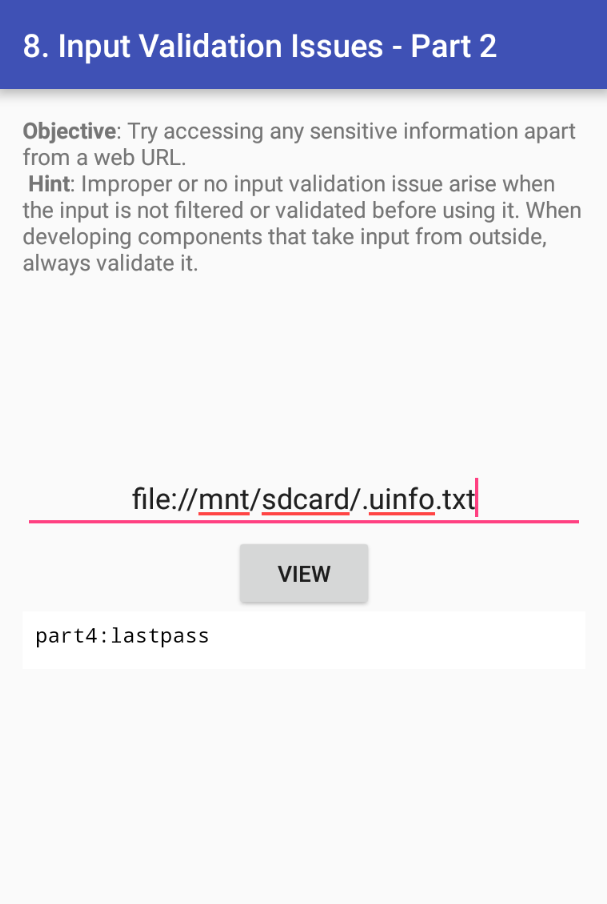 8. Input Validation Issues - Part 2
Objective: Try accessing any sensitive information apart
from a web URL.
Hint: Improper or no input validation issue arise when
the input is not filtered or validated before using it. When
developing components that take input from outside,
always validate it.
file://mnt/sdcard/.uinfo.txt
VIEW
part4:lastpass